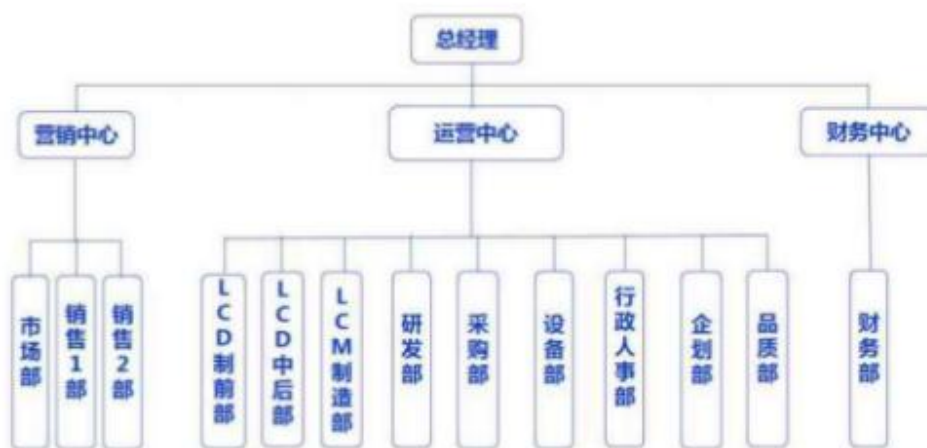 总经理
营销中心
运营中心
财务中心
市场部
销售1部
销售2部
LCD制前部
LCD中后部
LCM制造部
研发部
采购部
设备部
行政人事部
企划部
品质部
财务部